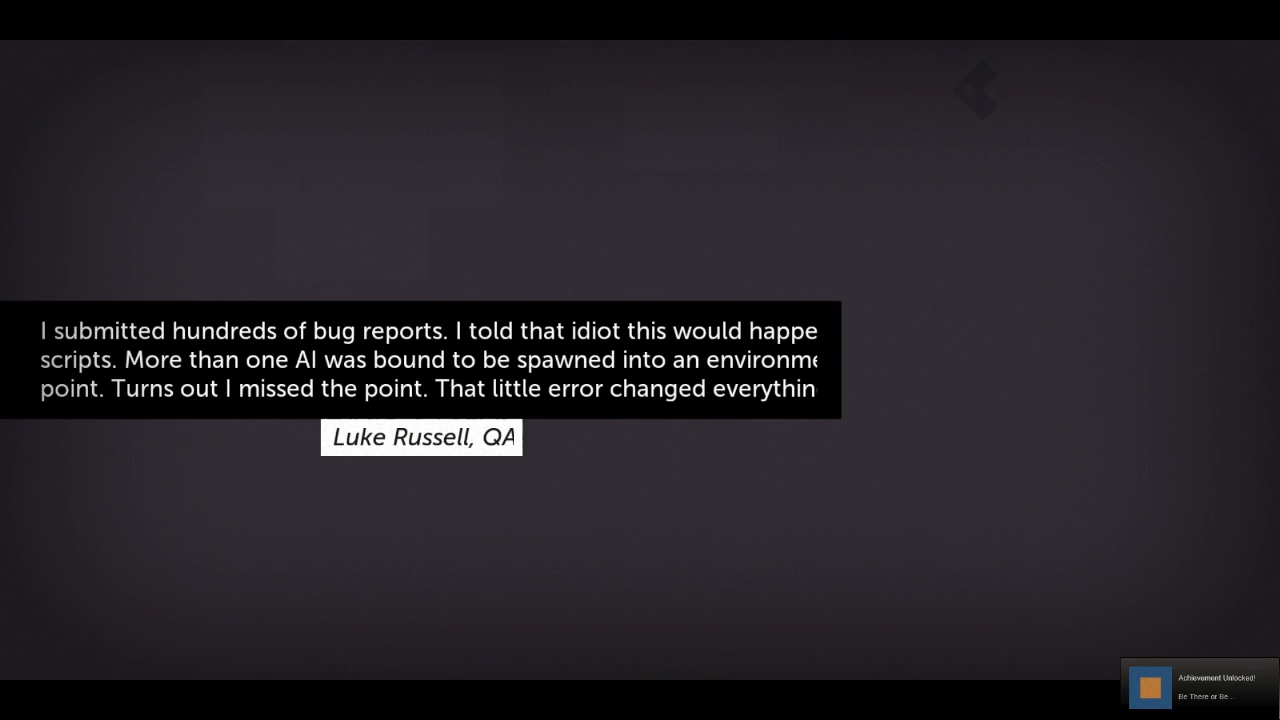 I submitted hundreds of bug reports. I told that idiot this would happe
scripts. More than one AI was bound to be spawned into an environme
point. Turns out I missed the point. That little error changed everythin
Luke Russell, QA
Achievement Unlocked!
Be There or Be...